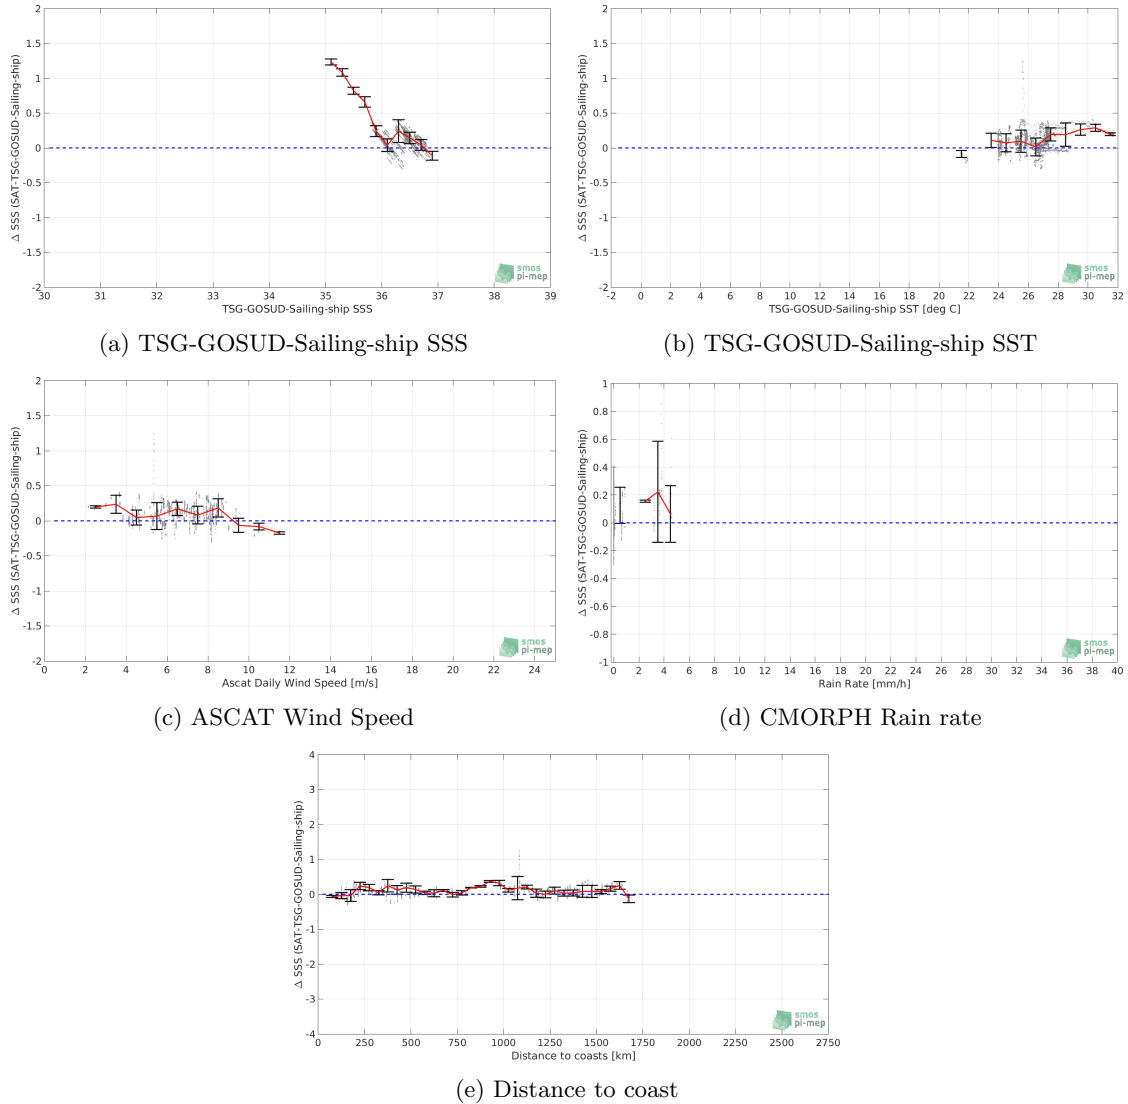 2
1.5
1
0.5
0
-0.5
-1
-1.5
-2
Δ SSS (SAT-TSG-GOSUD-Sailing-ship)
30 31 32 33 34 35 36 37 38 39
TSG-GOSUD-Sailing-ship SSS
smos
pi-mep
(a) TSG-GOSUD-Sailing-ship SSS
2
1.5
1
0.5
0
-0.5
-1
-1.5
-2
Δ SSS (SAT-TSG-GOSUD-Sailing-ship)
-2 0 2 4 6 8 10 12 14 16 18 20 22 24 26 28 30 32
TSG-GOSUD-Sailing-ship SST [deg C]
smos
pi-mep
(b) TSG-GOSUD-Sailing-ship SST
2
1.5
1
0.5
0
-0.5
-1
-1.5
-2
Δ SSS (SAT-TSG-GOSUD-Sailing-ship)
0 2 4 6 8 10 12 14 16 18 20 22 24
Ascat Daily Wind Speed [m/s]
smos
pi-mep
(c) ASCAT Wind Speed
1
0.8
0.6
0.4
0.2
0
-0.2
-0.4
-0.6
-0.8
-1
Δ SSS (SAT-TSG-GOSUD-Sailing-ship)
0 2 4 6 8 10 12 14 16 18 20 22 24 26 28 30 32 34 36 38 40
Rain Rate [mm/h]
smos
pi-mep
(d) CMORPH Rain rate
4
3
2
1
0
-1
-2
-3
-4
Δ SSS (SAT-TSG-GOSUD-Sailing-ship)
0 250 500 750 1000 1250 1500 1750 2000 2250 2500 2750
Distance to coasts [km]
smos
pi-mep
(e) Distance to coast